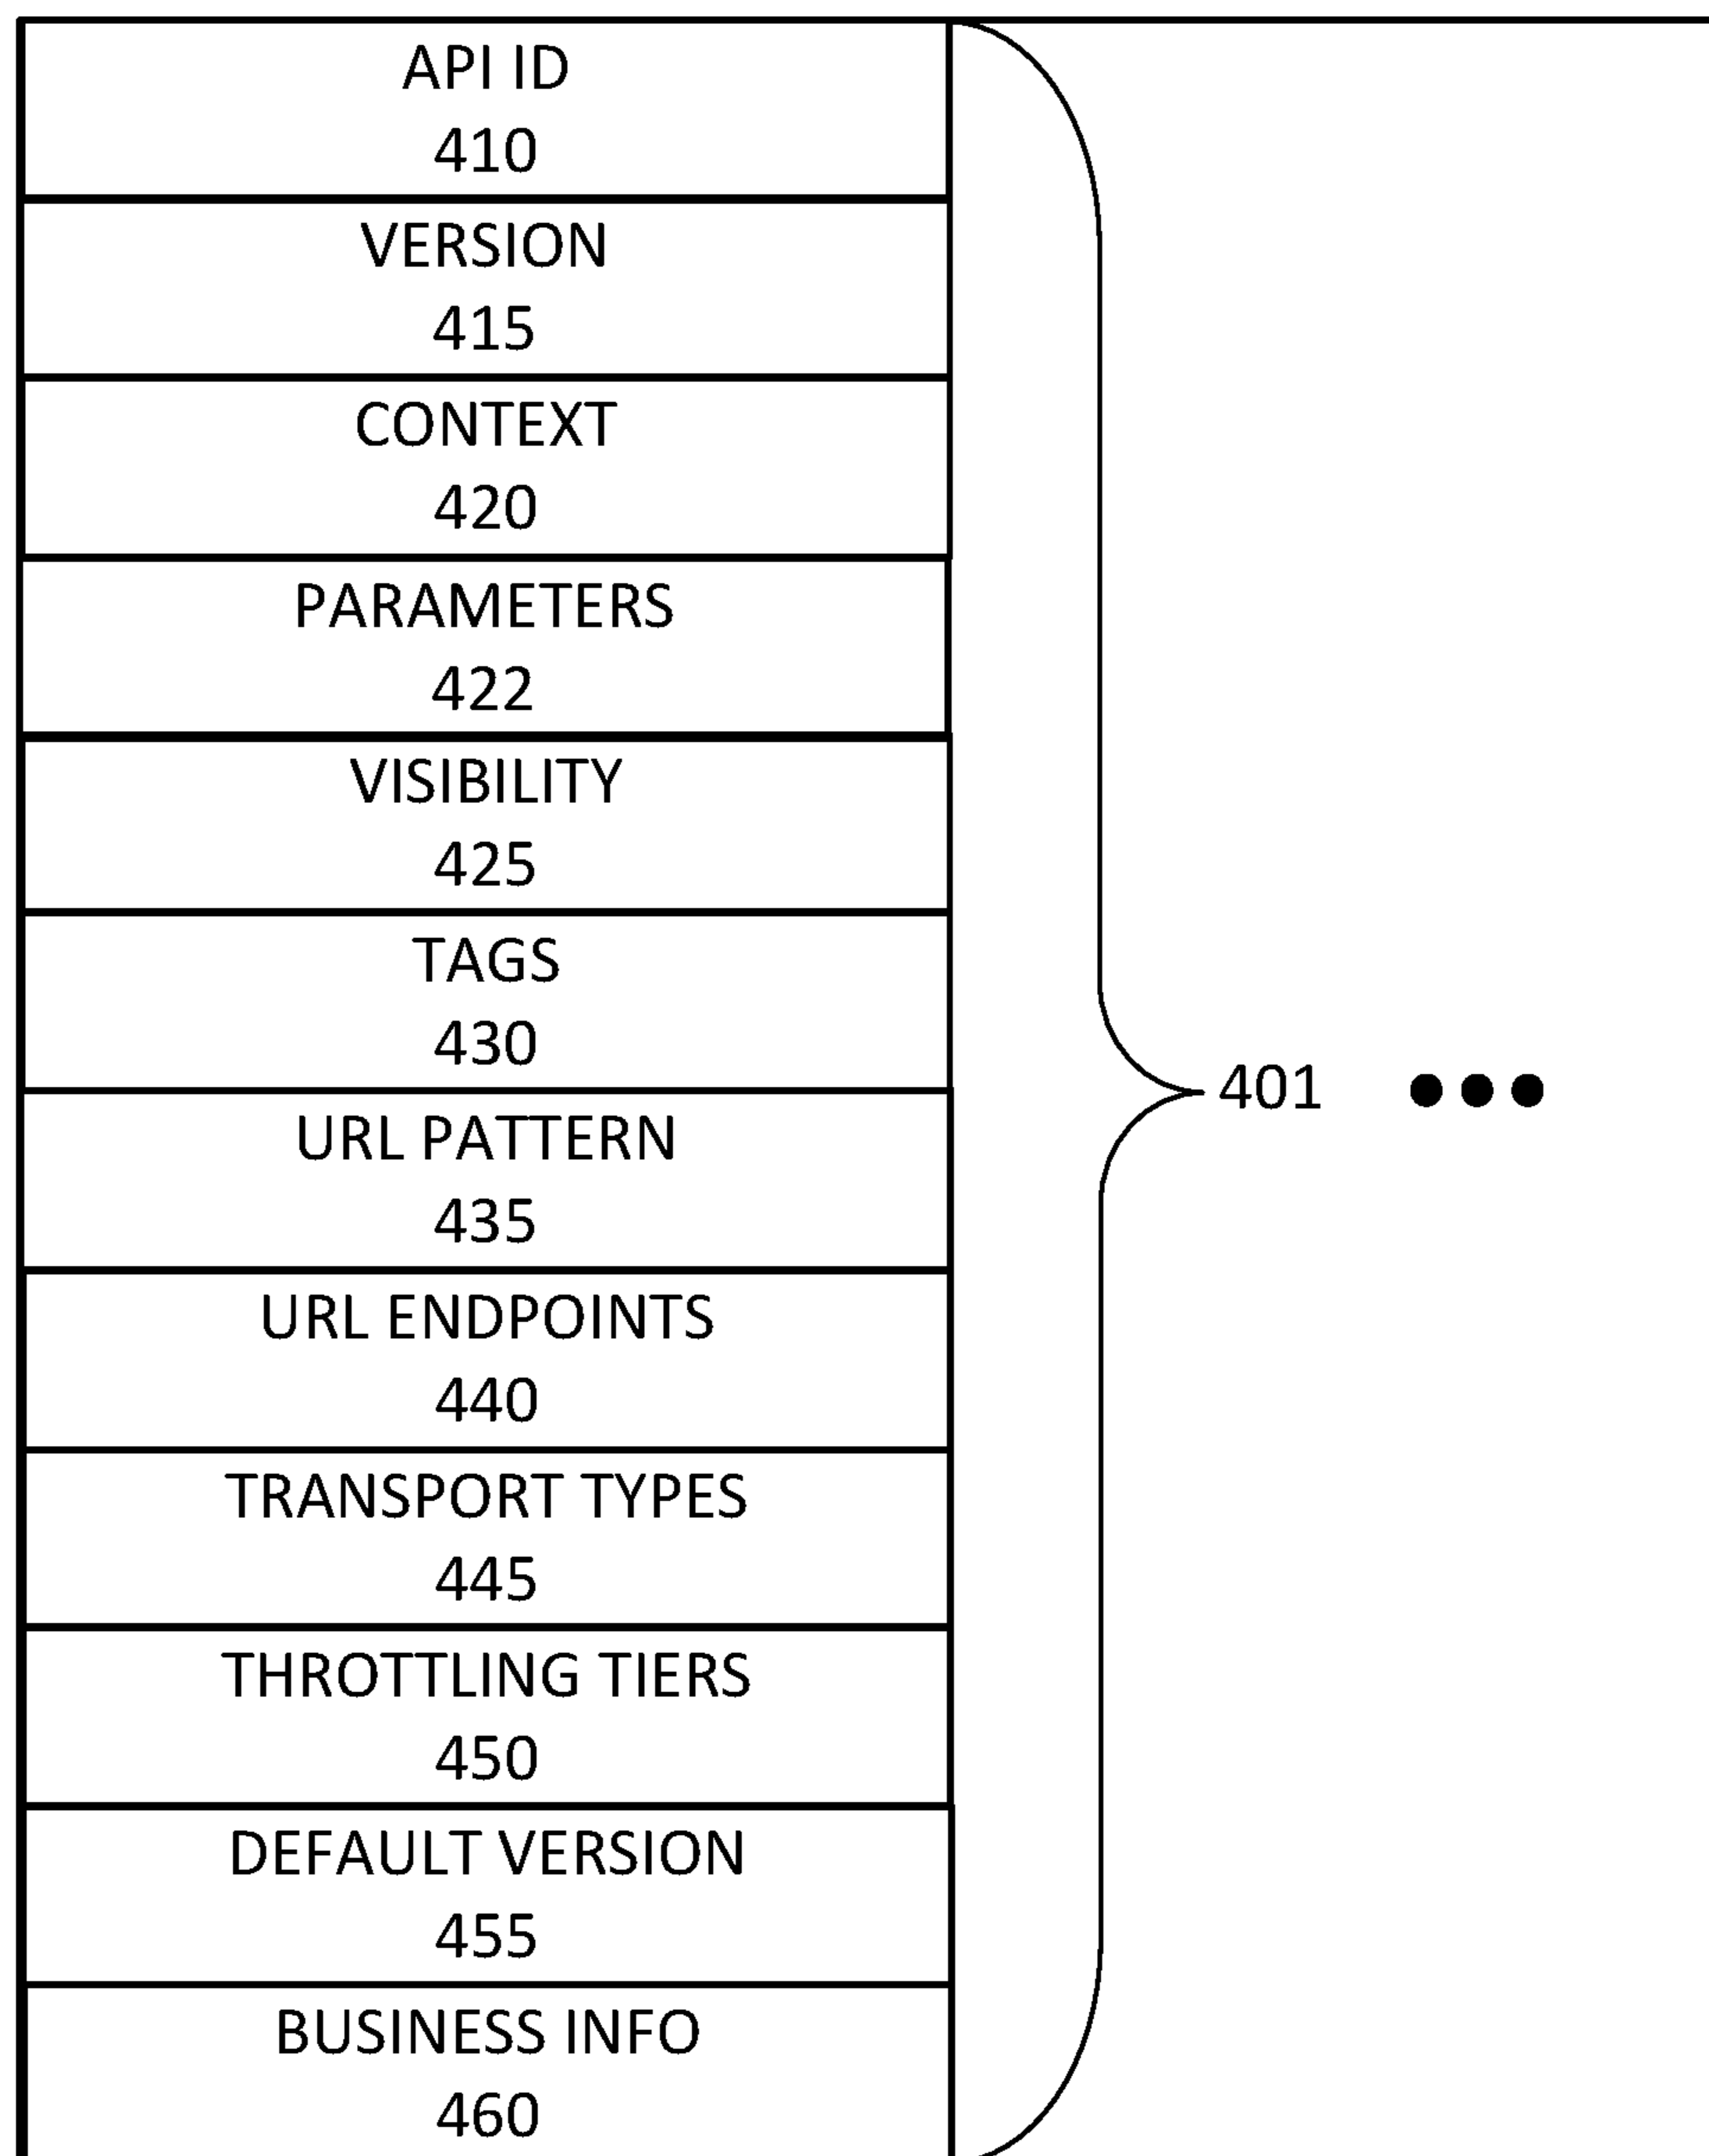 API ID
410
VERSION
415
CONTEXT
420
PARAMETERS
422
VISIBILITY
425
TAGS
430
401
URL PATTERN
435
URL ENDPOINTS
440
TRANSPORT TYPES
445
THROTTLING TIERS
450
DEFAULT VERSION
455
BUSINESS INFO
460